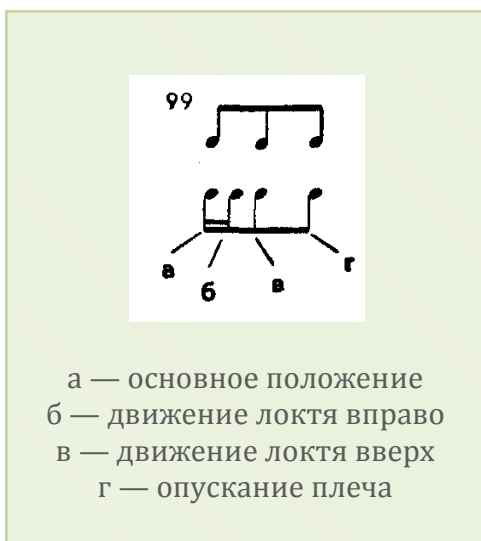 99
а
б
в
г
а — основное положение
б — движение локтя вправо
в — движение локтя вверх
г — опускание плеча